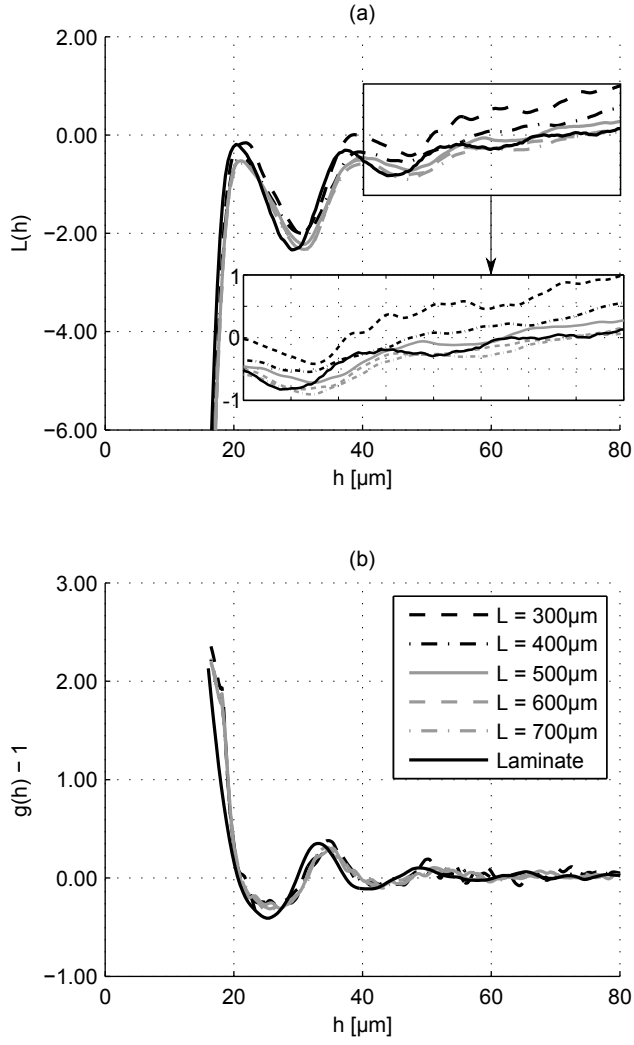 (a)
2.00
0.00
−2.00
−4.00
−6.00
L(h)
1
0
-1
0
20
40
60
80
h [µm]
(b)
3.00
2.00
1.00
0.00
−1.00
g(h) − 1
L = 300µm
L = 400µm
L = 500µm
L = 600µm
L = 700µm
Laminate
0
20
40
60
80
h [µm]